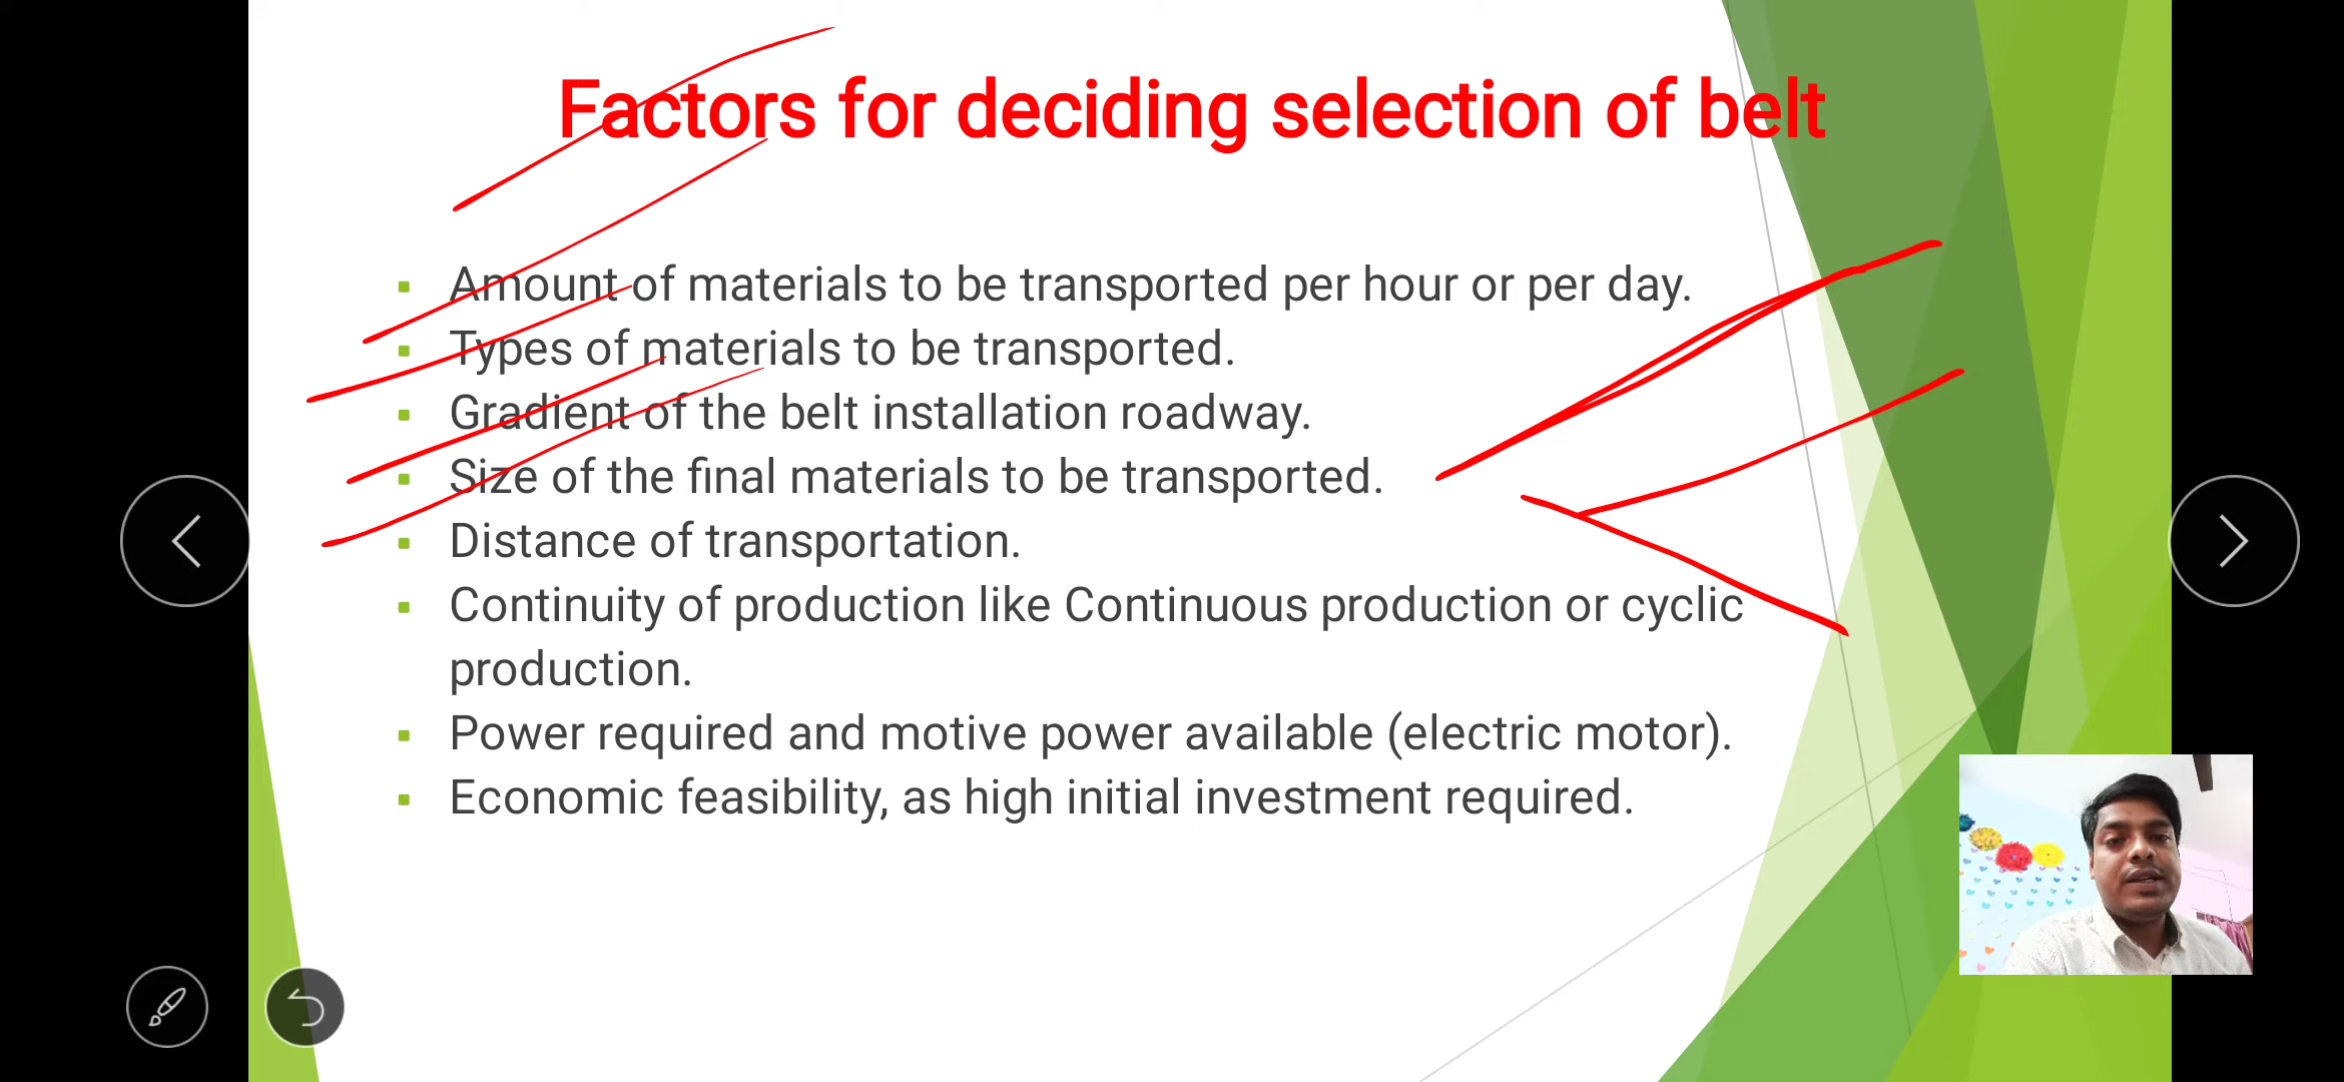 Factors for deciding selection of belt
Amount of materials to be transported per hour or per day.
Types of materials to be transported.
Gradient of the belt installation roadway.
Size of the final materials to be transported.
Distance of transportation.
Continuity of production like Continuous production or cyclic
production.
Power required and motive power available (electric motor).
Economic feasibility, as high initial investment required.